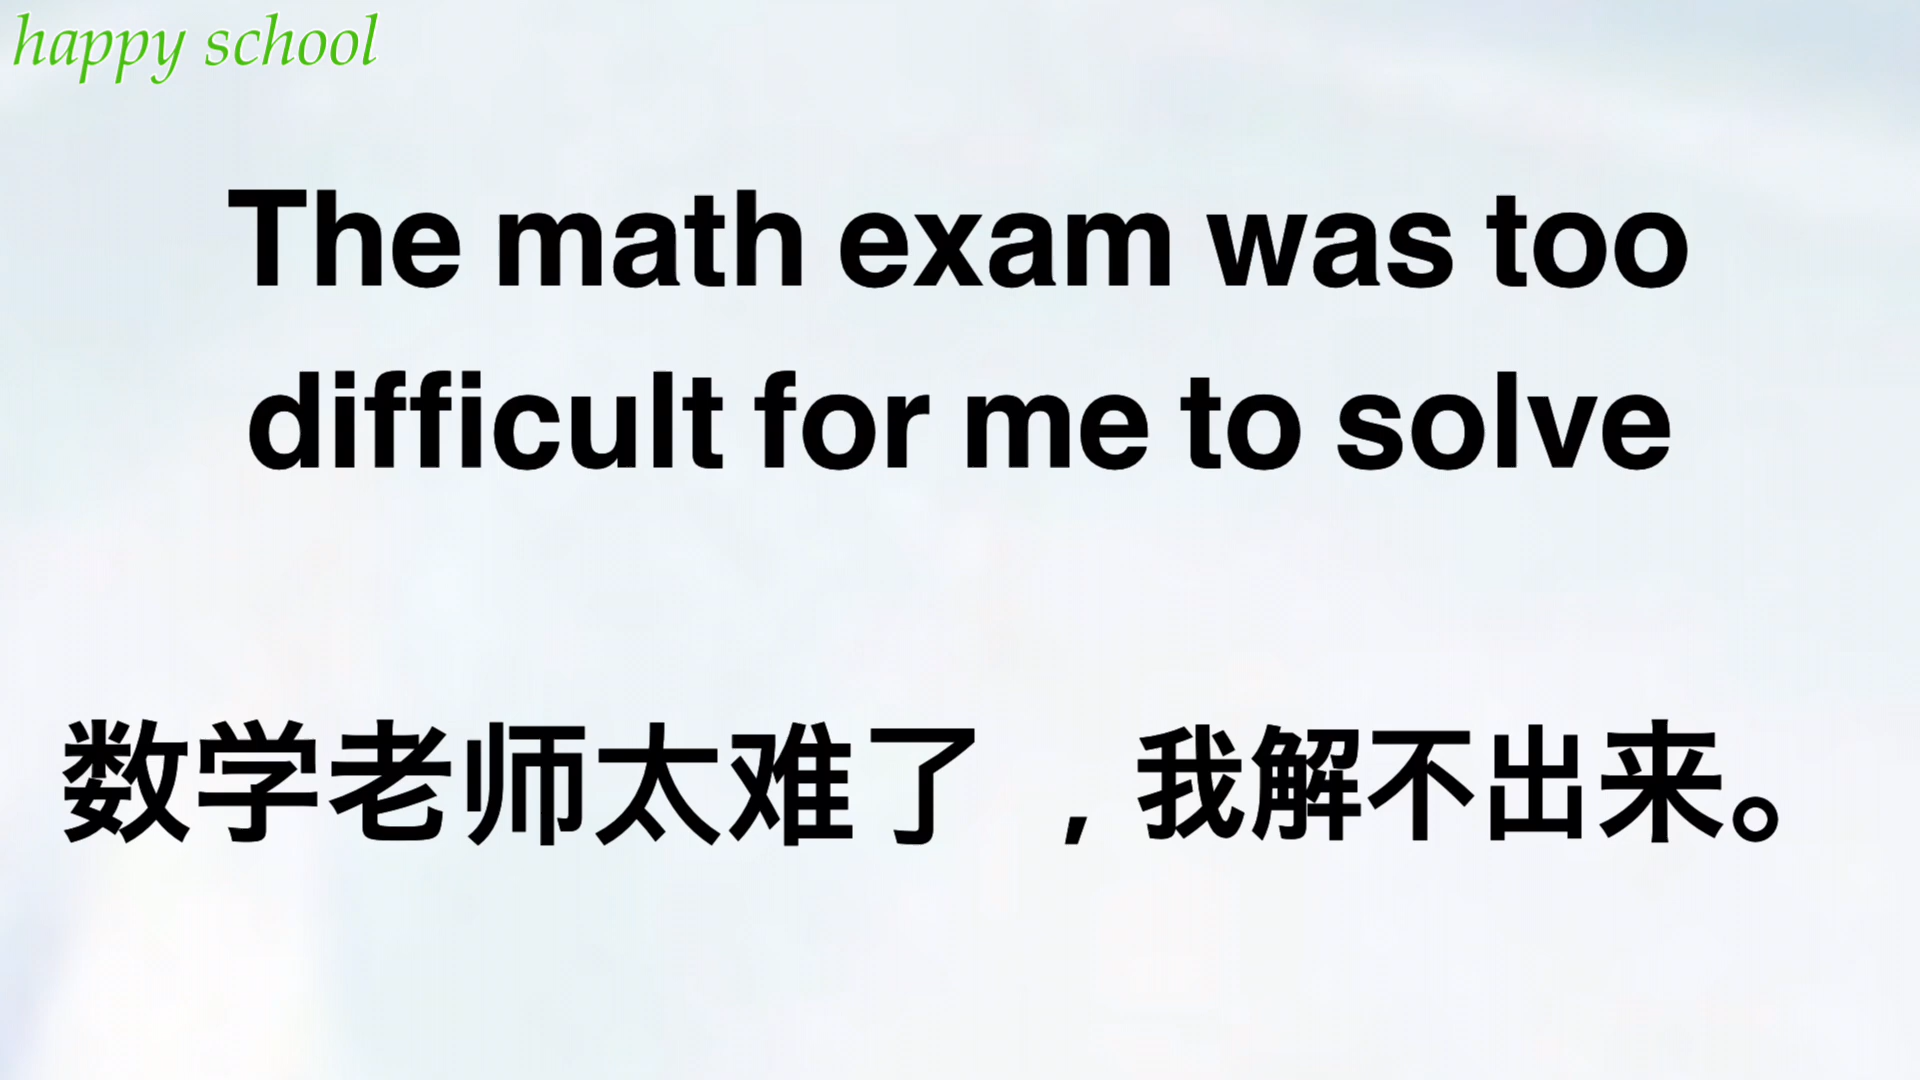 happy school
The math exam was too
difficult for me to solve
数学老师太难了 ,我解不出来。